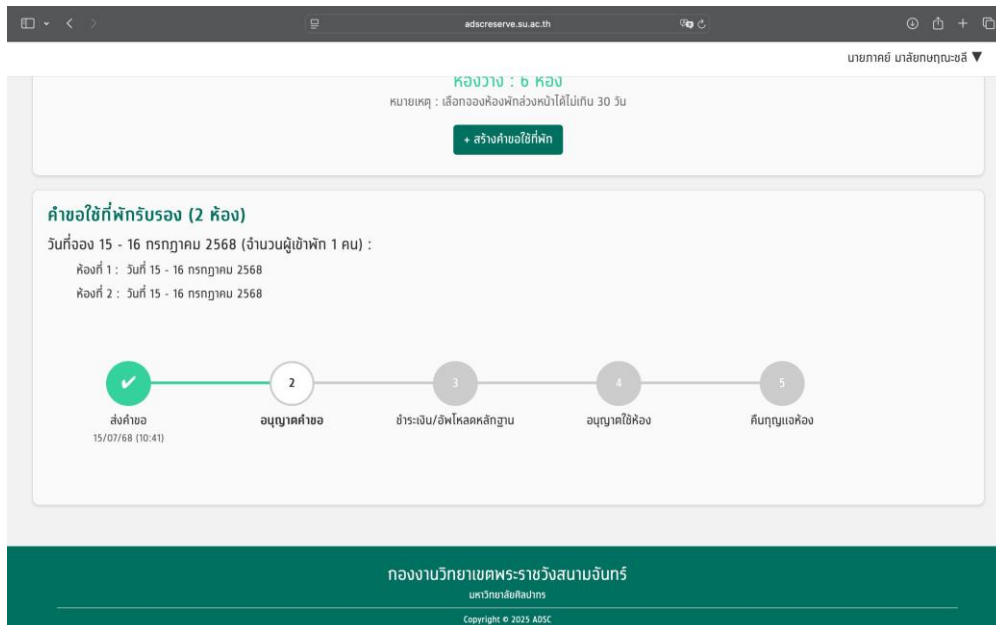 adscreserve.su.ac.th
นายภาคย์ มาลัยกนฤณะชลี ▼
ห้องว่าง : 6 ห้อง
หมายเหตุ : เลือกจองห้องพักล่วงหน้าได้ไม่เกิน 30 วัน
+ สร้างคำขอใช้ที่พัก
คำขอใช้ที่พักรับรอง (2 ห้อง)
วันที่จอง 15 - 16 กรกฎาคม 2568 (จำนวนผู้เข้าพัก 1 คน) :
ห้องที่ 1 : วันที่ 15 - 16 กรกฎาคม 2568
ห้องที่ 2 : วันที่ 15 - 16 กรกฎาคม 2568
2 3 4 5
ส่งคำขอ อนุญาตคำขอ ชำระเงิน/อัพโหลดหลักฐาน อนุญาตใช้ห้อง คืนกุญแจห้อง
15/07/68 (10:41)
กองงานวิทยาเขตพระราชวังสนามจันทร์
มหาวิทยาลัยศิลปากร
Copyright © 2025 ADSC